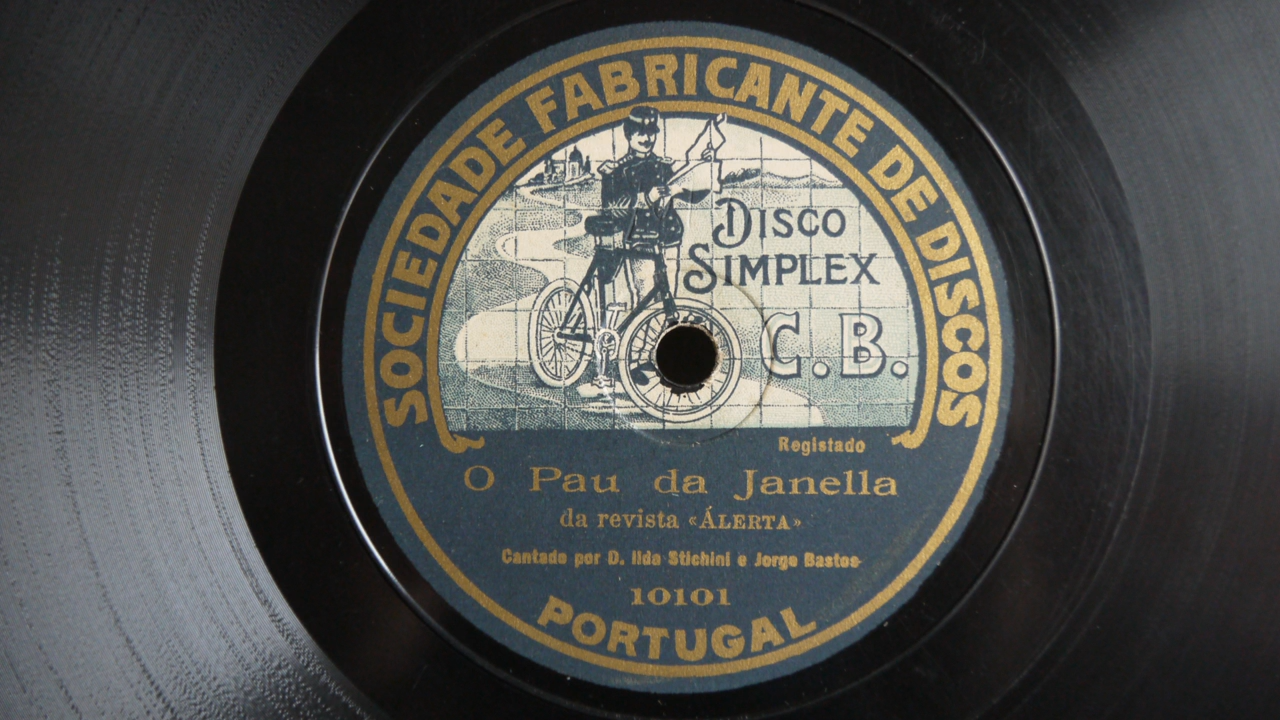 SOCIEDADE FABRICANTE DE DISCOS
DISCO
SIMPLEX
C.B.
Registado
O Pau da Janella
da revista «ÁLERTA»
Cantado por D. Ilda Stichini e Jorge Bastos
10101
PORTUGAL